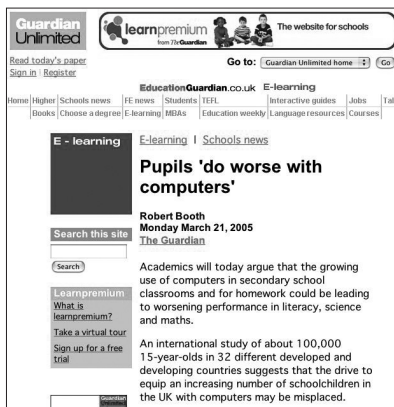 Guardian
Unlimited
learnpremium
from The Guardian
The website for schools
Read today's paper
Sign in | Register
Go to: Guardian Unlimited home Go
EducationGuardian.co.uk E-learning
Home Higher Schools news FE news Students TEFL Interactive guides Jobs Tal
Books Choose a degree E-learning MBAs Education weekly Language resources Courses
E - learning
E-learning | Schools news
Pupils 'do worse with
computers'
Robert Booth
Monday March 21, 2005
The Guardian
Search this site
Search
Learnpremium
What is
learnpremium?
Take a virtual tour
Sign up for a free
trial
Academics will today argue that the growing
use of computers in secondary school
classrooms and for homework could be leading
to worsening performance in literacy, science
and maths.
An international study of about 100,000
15-year-olds in 32 different developed and
developing countries suggests that the drive to
equip an increasing number of schoolchildren in
the UK with computers may be misplaced.
Guardian